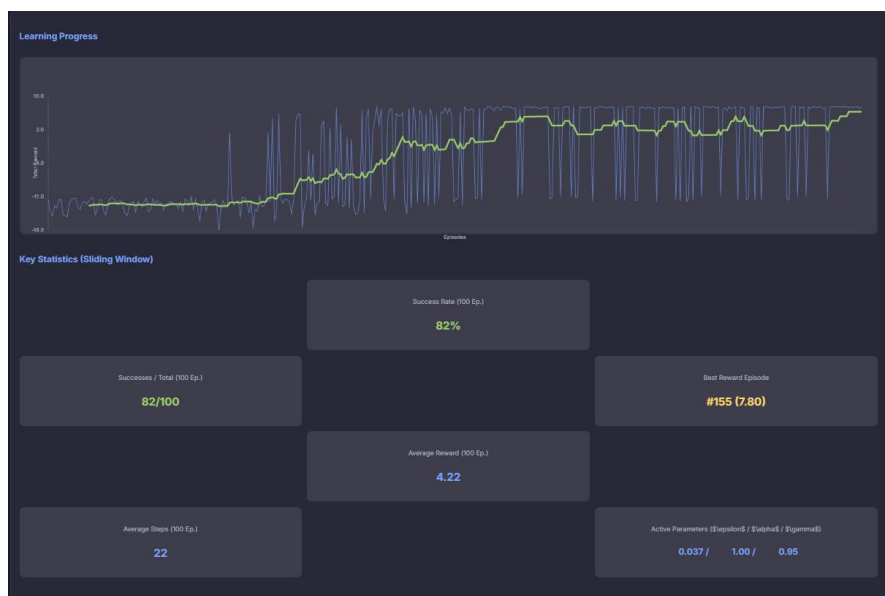 Learning Progress
10.0
3.0
-11.0
-18.0
Episodes
Key Statistics (Sliding Window)
Success Rate (100 Ep.)
82%
Successes / Total (100 Ep.)
82/100
Best Reward Episode
#155 (7.80)
Average Reward (100 Ep.)
4.22
Average Steps (100 Ep.)
22
Active Parameters ($\epsilon$ / $\alpha$ / $\gamma$)
0.037 / 1.00 / 0.95